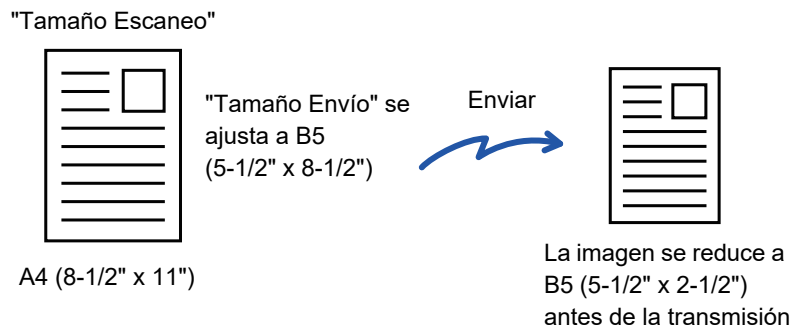 "Tamaño Escaneo"
"Tamaño Envío" se
ajusta a B5
(5-1/2" x 8-1/2")
Enviar
A4 (8-1/2" x 11")
La imagen se reduce a
B5 (5-1/2" x 2-1/2")
antes de la transmisión